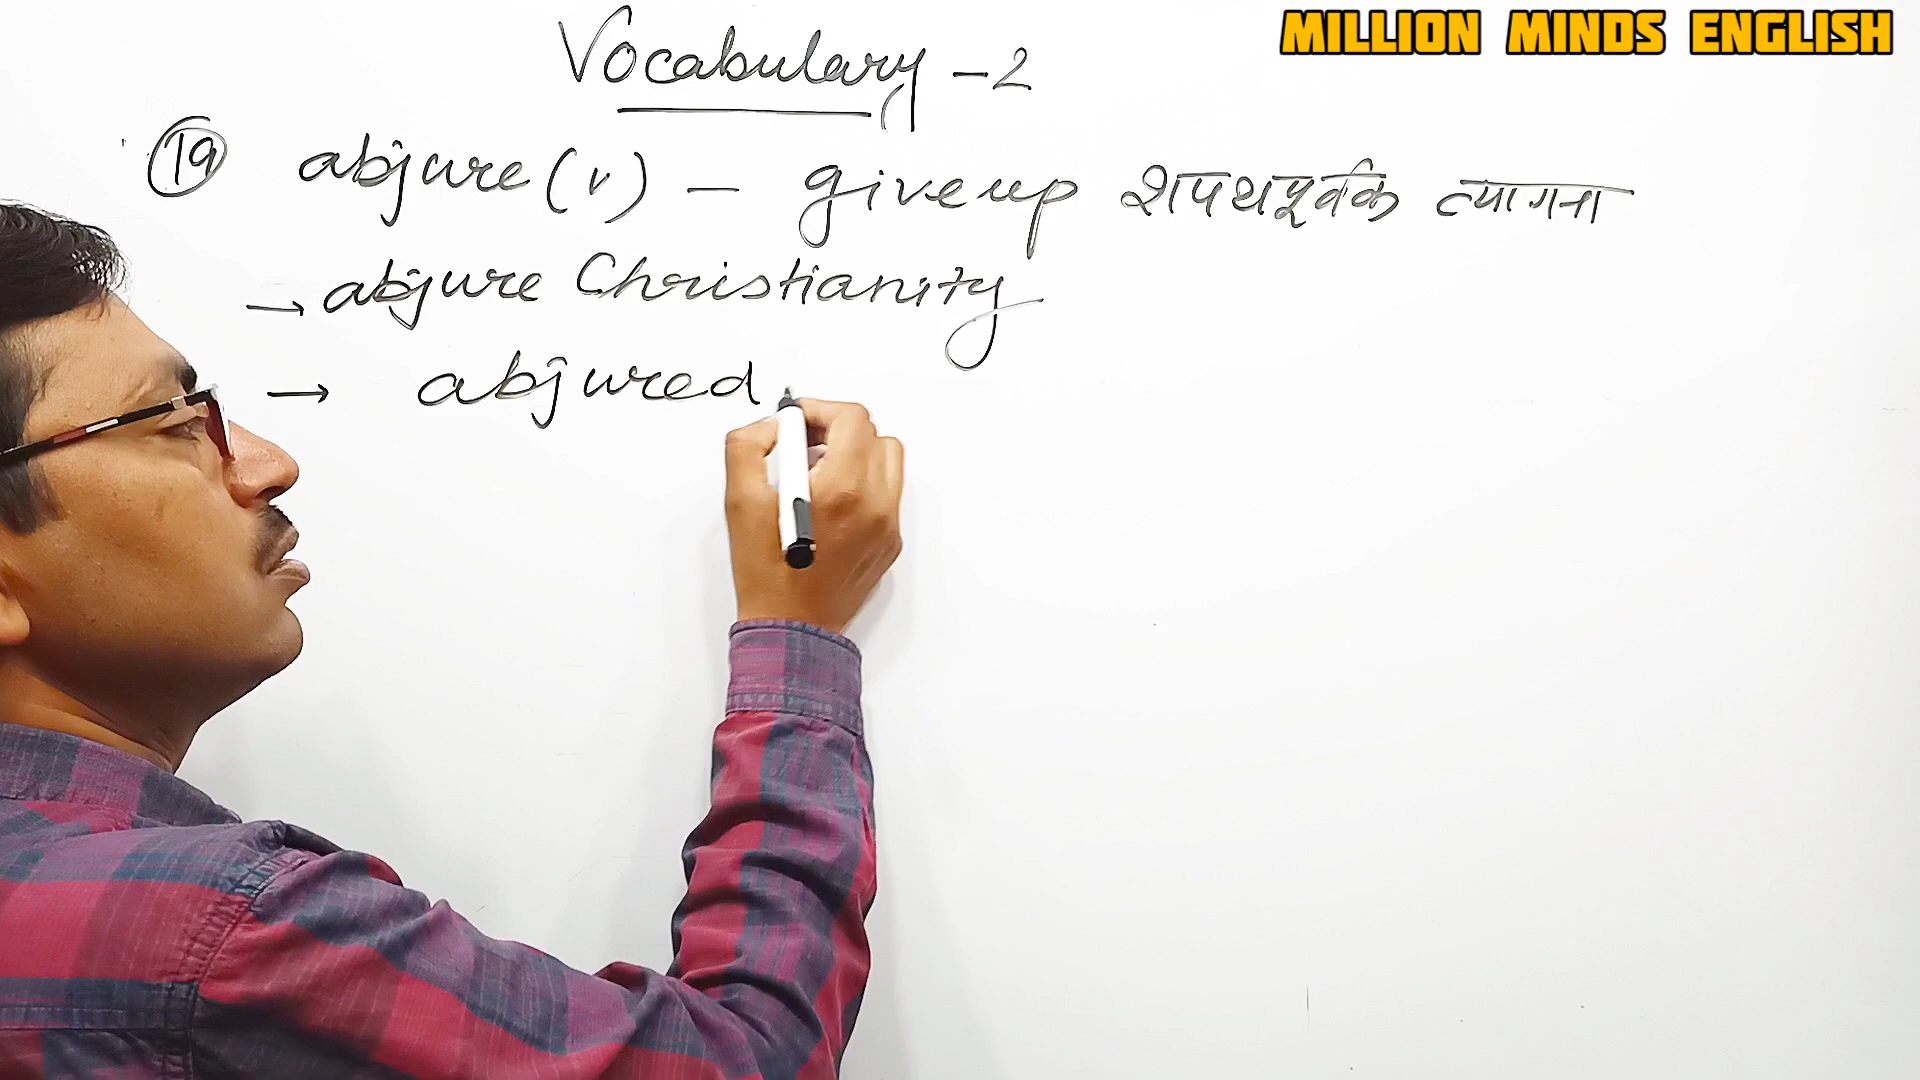 MILLION MINDS ENGLISH
Vocabulary - 2
19 abjure (v) - give up शपथपूर्वक त्यागना
→ abjure Christianity
→ abjured